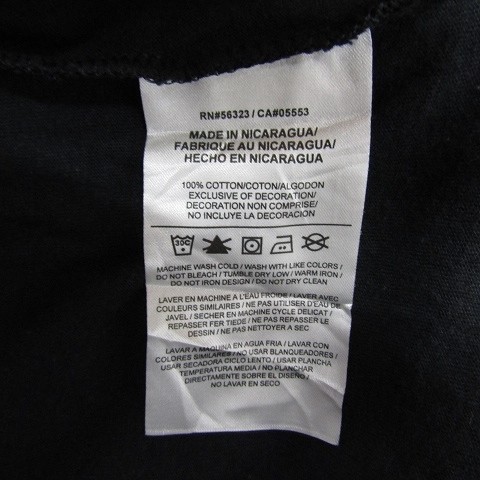 RN#56323 / CA#05553
MADE IN NICARAGUA/
FABRIQUE AU NICARAGUA/
HECHO EN NICARAGUA
100% COTTON/COTON/ALGODON
EXCLUSIVE OF DECORATION/
DECORATION NON COMPRISE/
NO INCLUYE LA DECORACION
30C
MACHINE WASH COLD / WASH WITH LIKE COLORS /
DO NOT BLEACH / TUMBLE DRY LOW / WARM IRON /
DO NOT IRON DESIGN / DO NOT DRY CLEAN
LAVER EN MACHINE A L'EAU FROIDE / LAVER AVEC
COULEURS SIMILAIRES / NE PAS UTILISER D'EAU DE
JAVEL / SECHER EN MACHINE CYCLE DELICAT /
REPASSER FER TIEDE / NE PAS REPASSER LE
DESSIN / NE PAS NETTOYER A SEC
LAVAR A MAQUINA EN AGUA FRIA / LAVAR CON
COLORES SIMILARES / NO USAR BLANQUEADORES /
USAR SECADORA CICLO LENTO / USAR PLANCHA
TEMPERATURA MEDIA / NO PLANCHAR
DIRECTAMENTE SOBRE EL DISEÑO /
NO LAVAR EN SECO